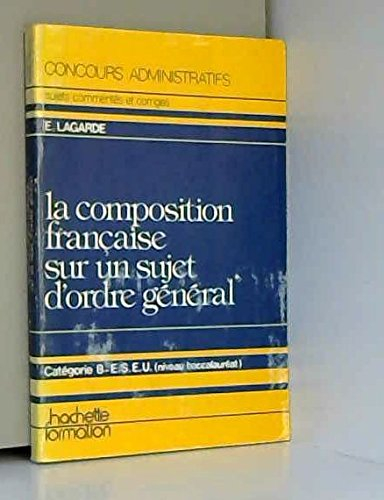 CONCOURS ADMINISTRATIFS
sujets commentés et corrigés
E. LAGARDE
la composition
française
sur un sujet
d'ordre général
Catégorie B-E.S.E.U. (niveau baccalauréat)
hachette
formation